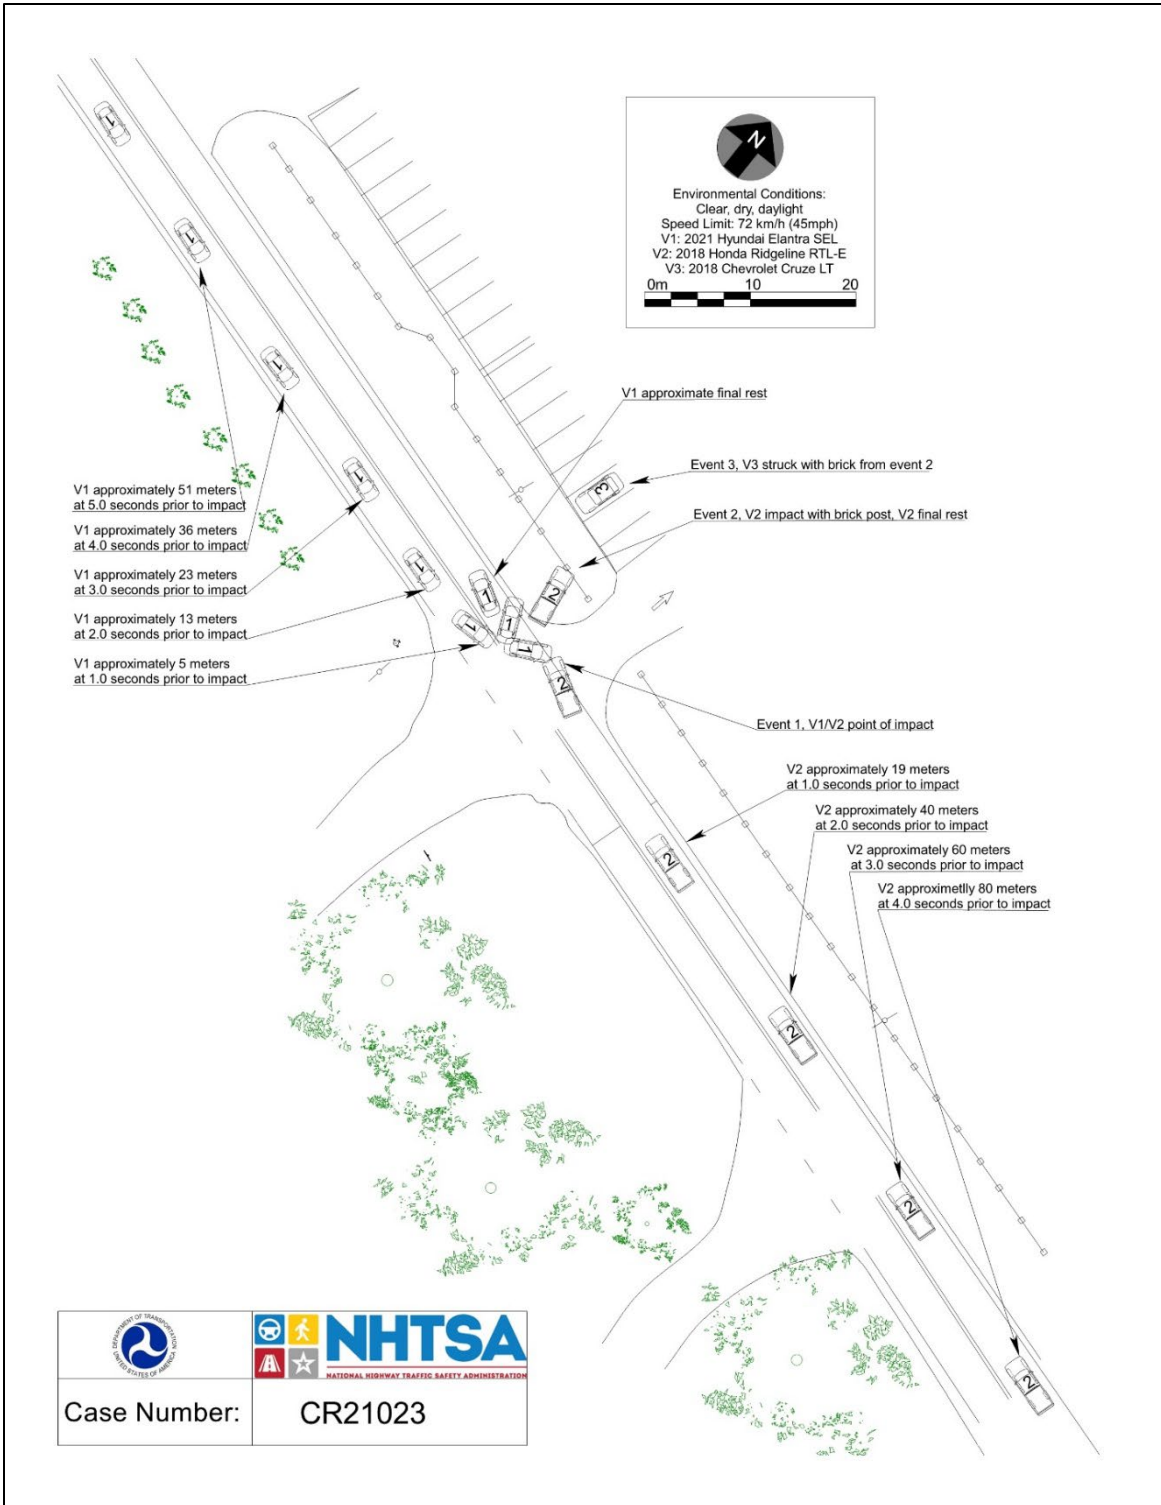 N
Environmental Conditions:
Clear, dry, daylight
Speed Limit: 72 km/h (45mph)
V1: 2021 Hyundai Elantra SEL
V2: 2018 Honda Ridgeline RTL-E
V3: 2018 Chevrolet Cruze LT
0m 10 20
1
1
1
1
1
1
1
1
1
V1 approximate final rest
Event 3, V3 struck with brick from event 2
3
Event 2, V2 impact with brick post, V2 final rest
2
V1 approximately 51 meters
at 5.0 seconds prior to impact
V1 approximately 36 meters
at 4.0 seconds prior to impact
V1 approximately 23 meters
at 3.0 seconds prior to impact
V1 approximately 13 meters
at 2.0 seconds prior to impact
V1 approximately 5 meters
at 1.0 seconds prior to impact
2
Event 1, V1/V2 point of impact
V2 approximately 19 meters
at 1.0 seconds prior to impact
V2 approximately 40 meters
at 2.0 seconds prior to impact
V2 approximately 60 meters
at 3.0 seconds prior to impact
V2 approximetlly 80 meters
at 4.0 seconds prior to impact
2
2
2
2
DEPARTMENT OF TRANSPORTATION
UNITED STATES OF AMERICA
NHTSA
NATIONAL HIGHWAY TRAFFIC SAFETY ADMINISTRATION
Case Number: CR21023